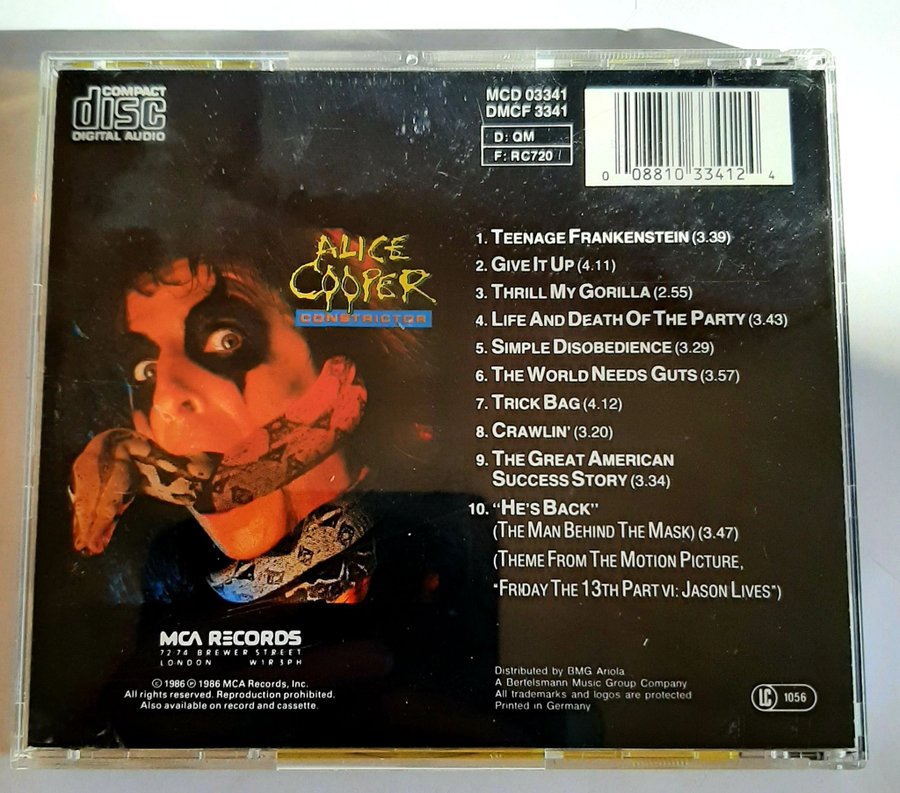 COMPACT
disc
DIGITAL AUDIO
MCD 03341
DMCF 3341
D: QM
F: RC720
0 08810 33412 4
ALICE
COOPER
CONSTRICTOR
1. TEENAGE FRANKENSTEIN (3.39)
2. GIVE IT UP (4.11)
3. THRILL MY GORILLA (2.55)
4. LIFE AND DEATH OF THE PARTY (3.43)
5. SIMPLE DISOBEDIENCE (3.29)
6. THE WORLD NEEDS GUTS (3.57)
7. TRICK BAG (4.12)
8. CRAWLIN' (3.20)
9. THE GREAT AMERICAN
SUCCESS STORY (3.34)
10. "HE'S BACK"
(THE MAN BEHIND THE MASK) (3.47)
(THEME FROM THE MOTION PICTURE,
"FRIDAY THE 13TH PART VI: JASON LIVES")
MCA RECORDS
72-74 BREWER STREET
LONDON W1R 3PH
© 1986 ℗ 1986 MCA Records, Inc.
All rights reserved. Reproduction prohibited.
Also available on record and cassette.
Distributed by BMG Ariola
A Bertelsmann Music Group Company
All trademarks and logos are protected
Printed in Germany
LC 1056